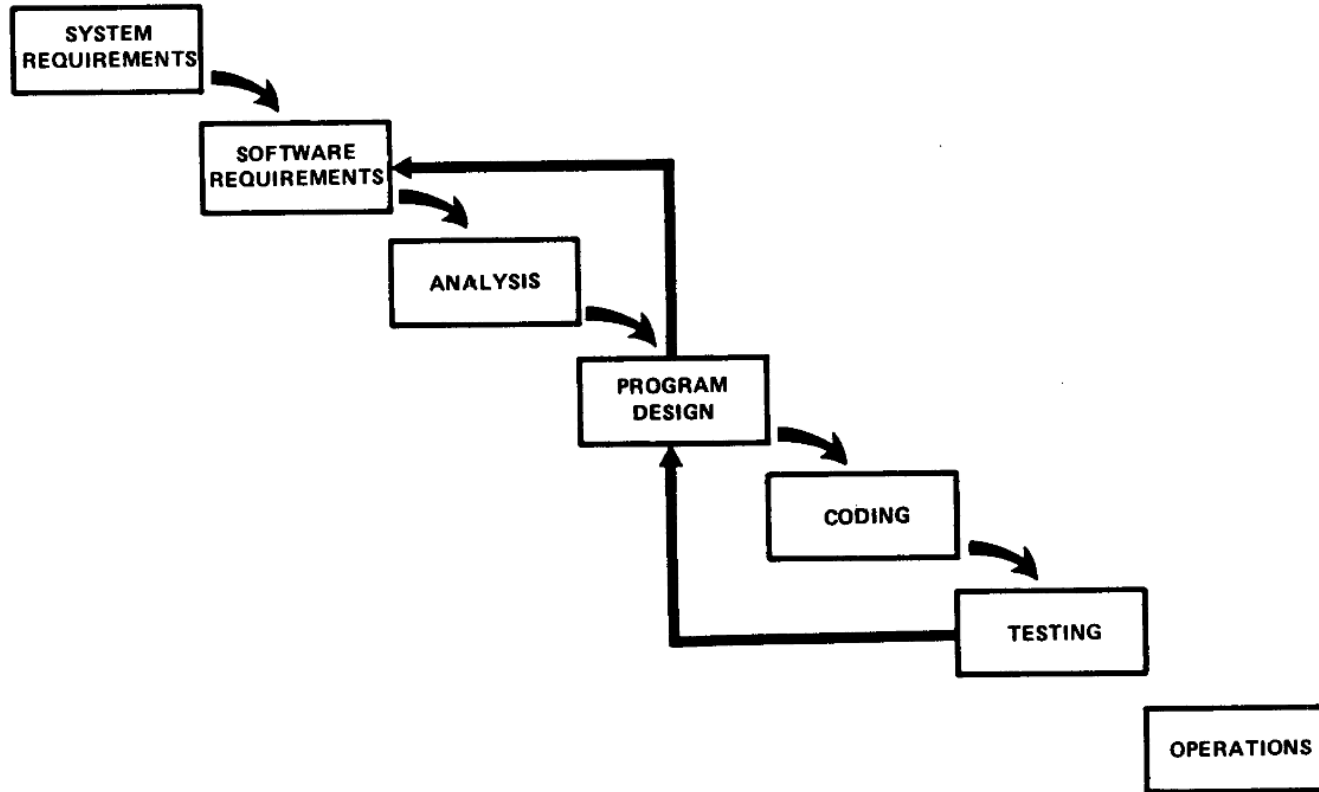 SYSTEM
REQUIREMENTS
SOFTWARE
REQUIREMENTS
ANALYSIS
PROGRAM
DESIGN
CODING
TESTING
OPERATIONS